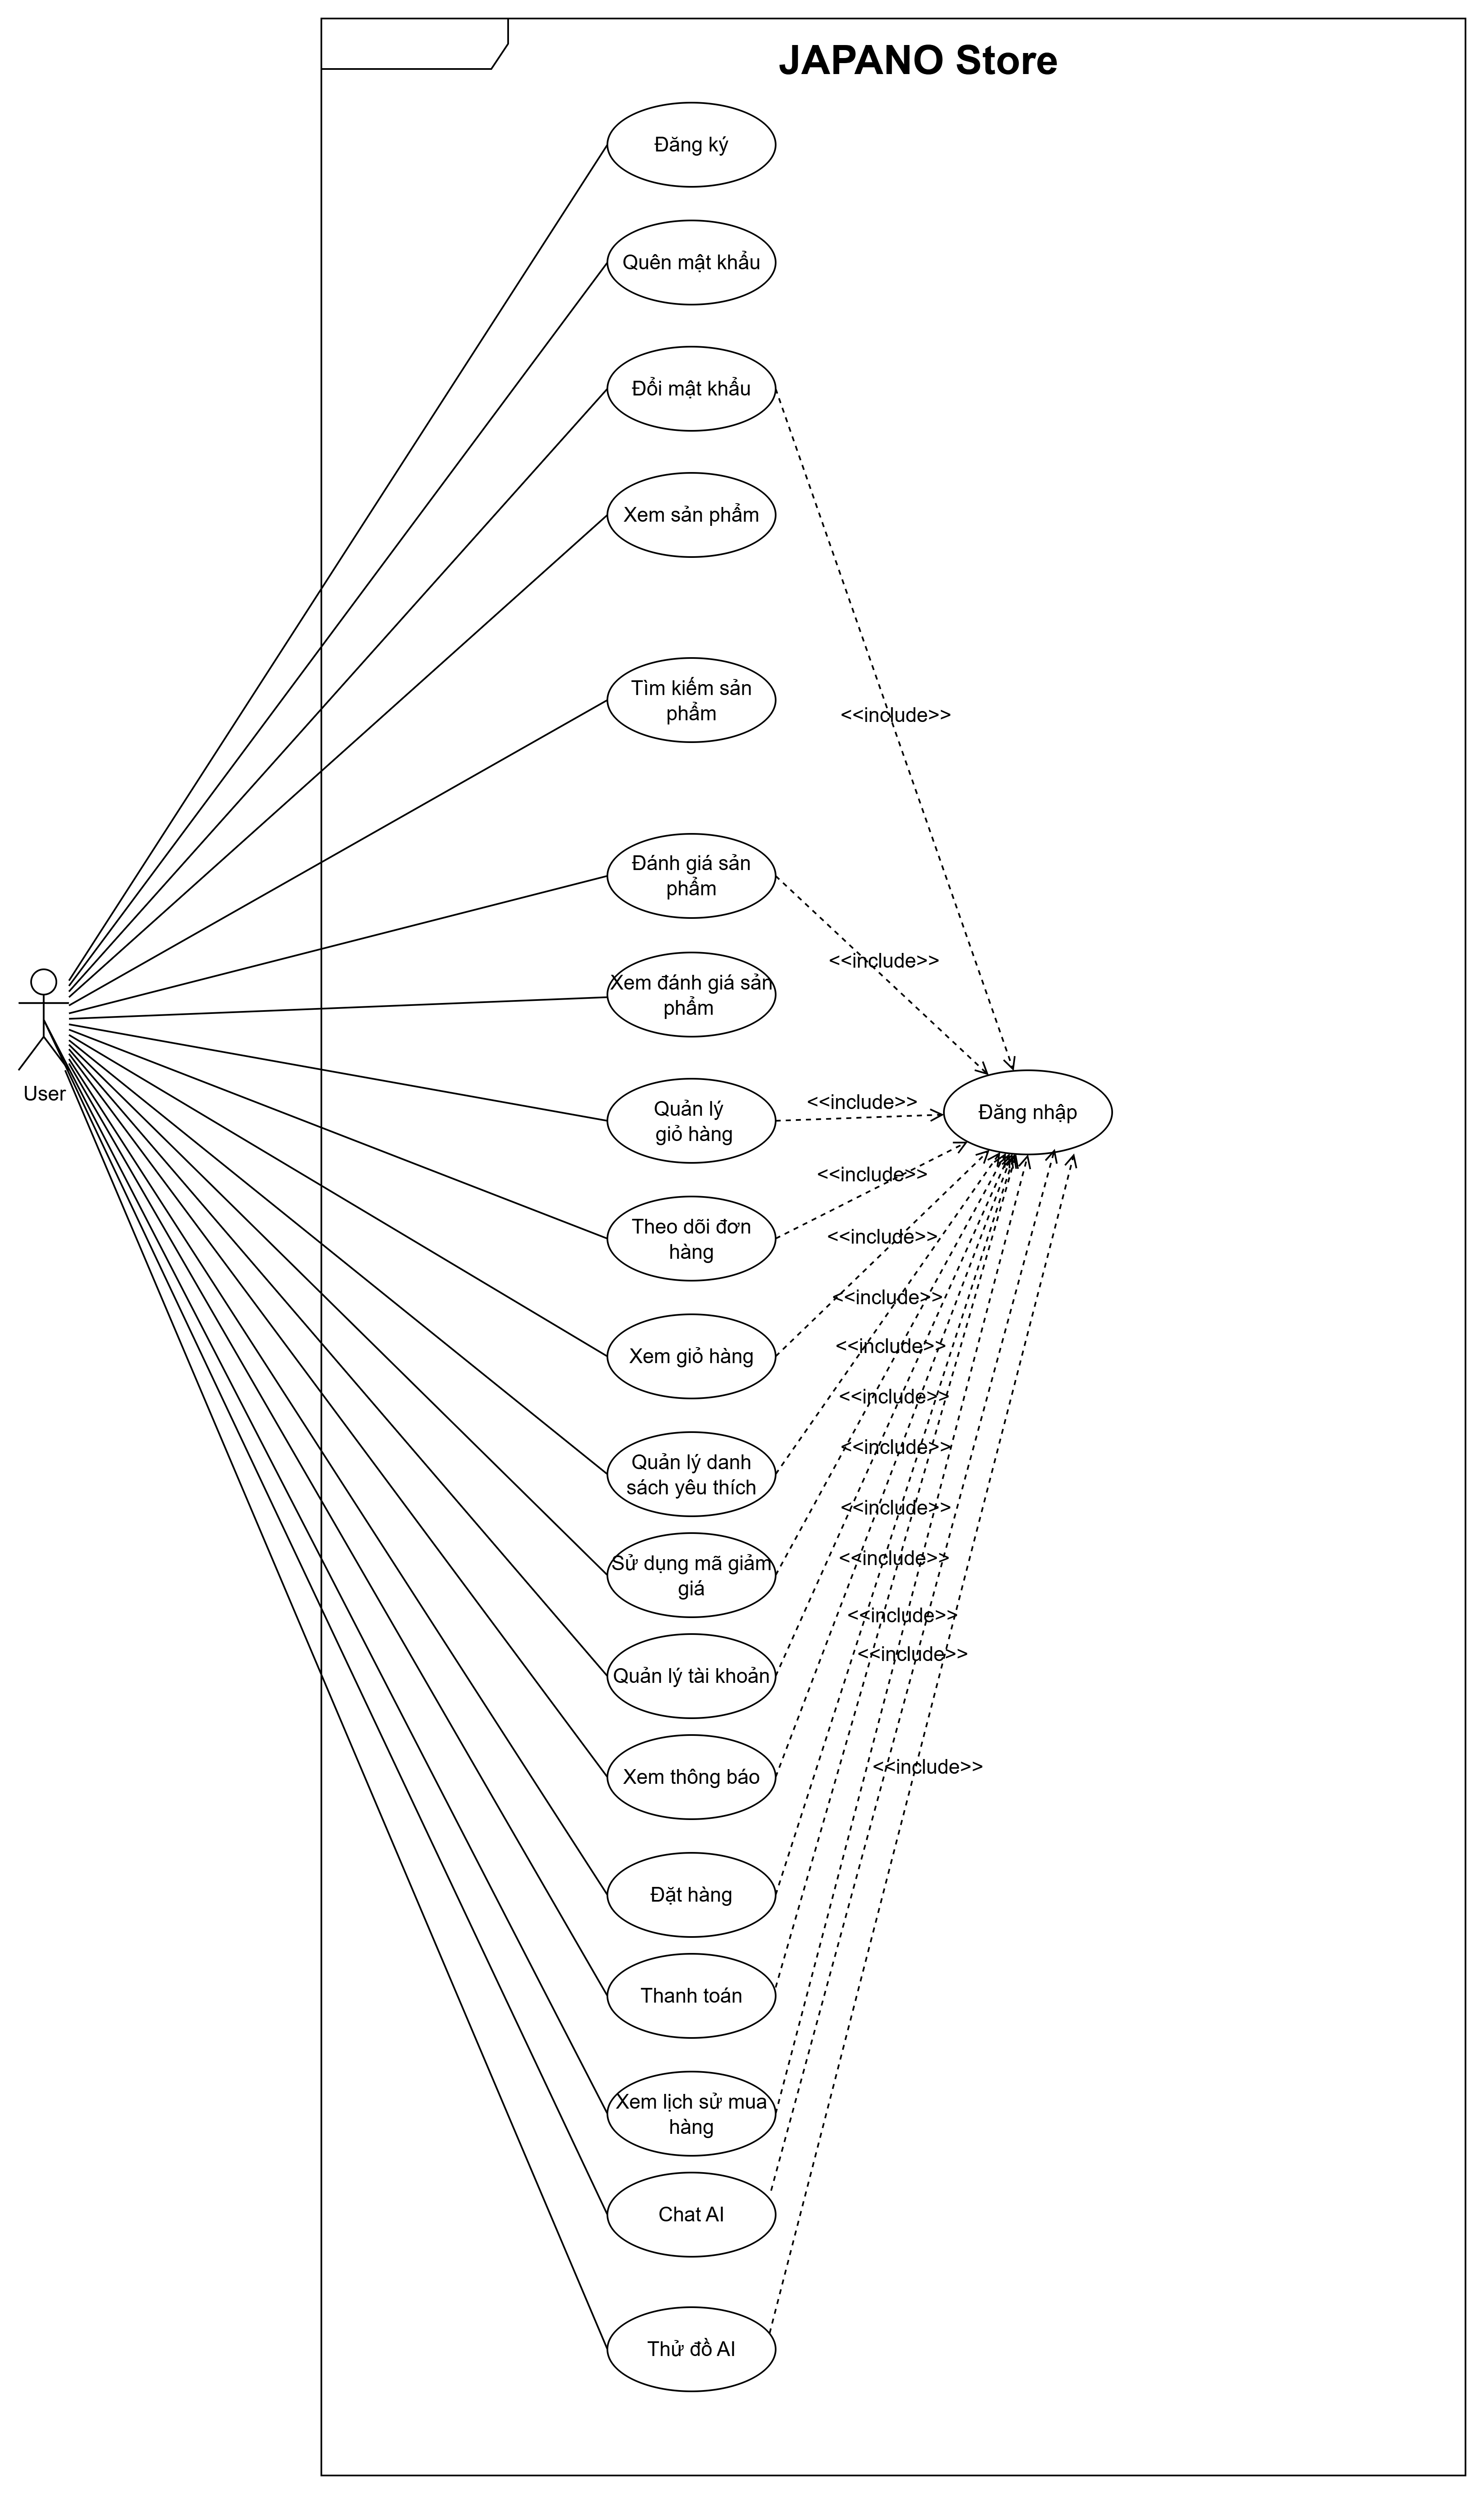 JAPANO Store
Đăng ký
Quên mật khẩu
Đổi mật khẩu
Xem sản phẩm
Tìm kiếm sản
phẩm
<<include>>
Đánh giá sản
phẩm
<<include>>
Xem đánh giá sản
phẩm
User
Quản lý
giỏ hàng
<<include>>
Đăng nhập
<<include>>
Theo dõi đơn
hàng
<<include>>
<<include>>
Xem giỏ hàng
<<include>>
<<include>>
<<include>>
Quản lý danh
sách yêu thích
<<include>>
<<include>>
Sử dụng mã giảm
giá
<<include>>
<<include>>
Quản lý tài khoản
Xem thông báo
<<include>>
Đặt hàng
Thanh toán
Xem lịch sử mua
hàng
Chat AI
Thử đồ AI